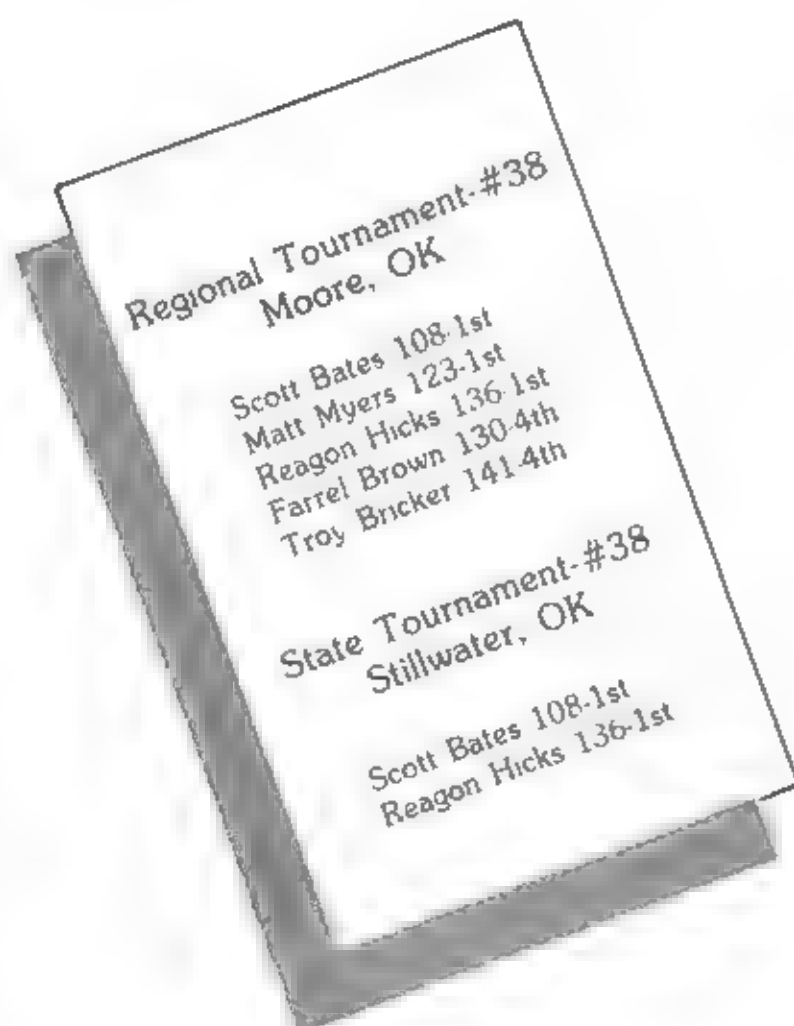 Regional Tournament-#38
Moore, OK
Scott Bates 108-1st
Matt Myers 123-1st
Reagon Hicks 136-1st
Farrel Brown 130-4th
Troy Bricker 141-4th
State Tournament-#38
Stillwater, OK
Scott Bates 108-1st
Reagon Hicks 136-1st